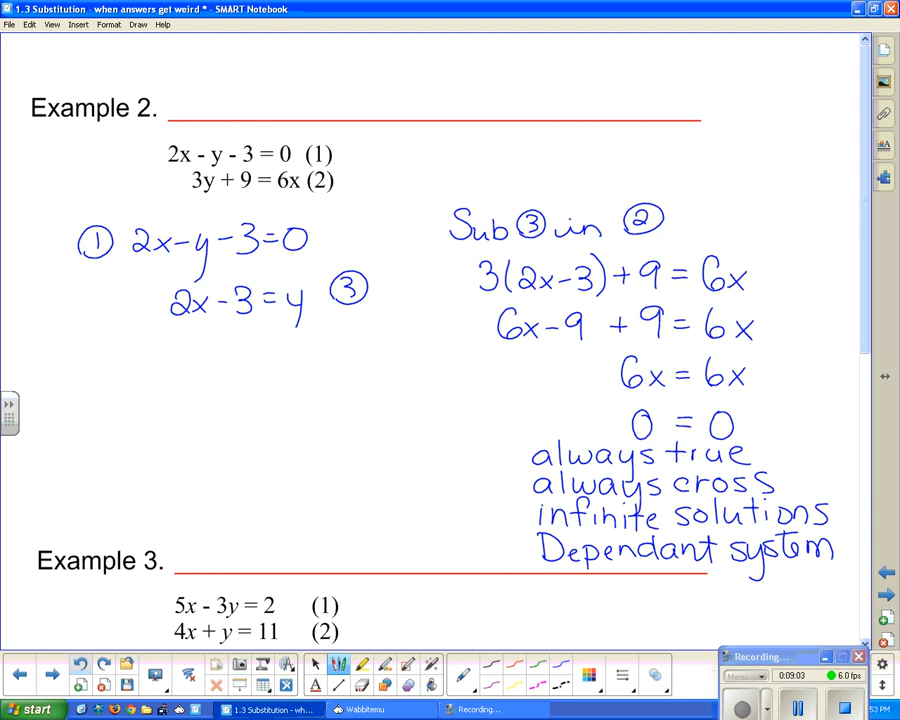 1.3 Substitution - when answers get weird * - SMART Notebook
File Edit View Insert Format Draw Help
Example 2.
2x - y - 3 = 0 (1)
3y + 9 = 6x (2)
① 2x - y - 3 = 0
2x - 3 = y ③
Sub ③ in ②
3(2x - 3) + 9 = 6x
6x - 9 + 9 = 6x
6x = 6x
0 = 0
always true
always cross
infinite solutions
Dependant system
Example 3.
5x - 3y = 2 (1)
4x + y = 11 (2)
Recording...
Menu
0:09:03
6.0 fps
start
1.3 Substitution - wh...
Wabbitemu
Recording...
:53 PM